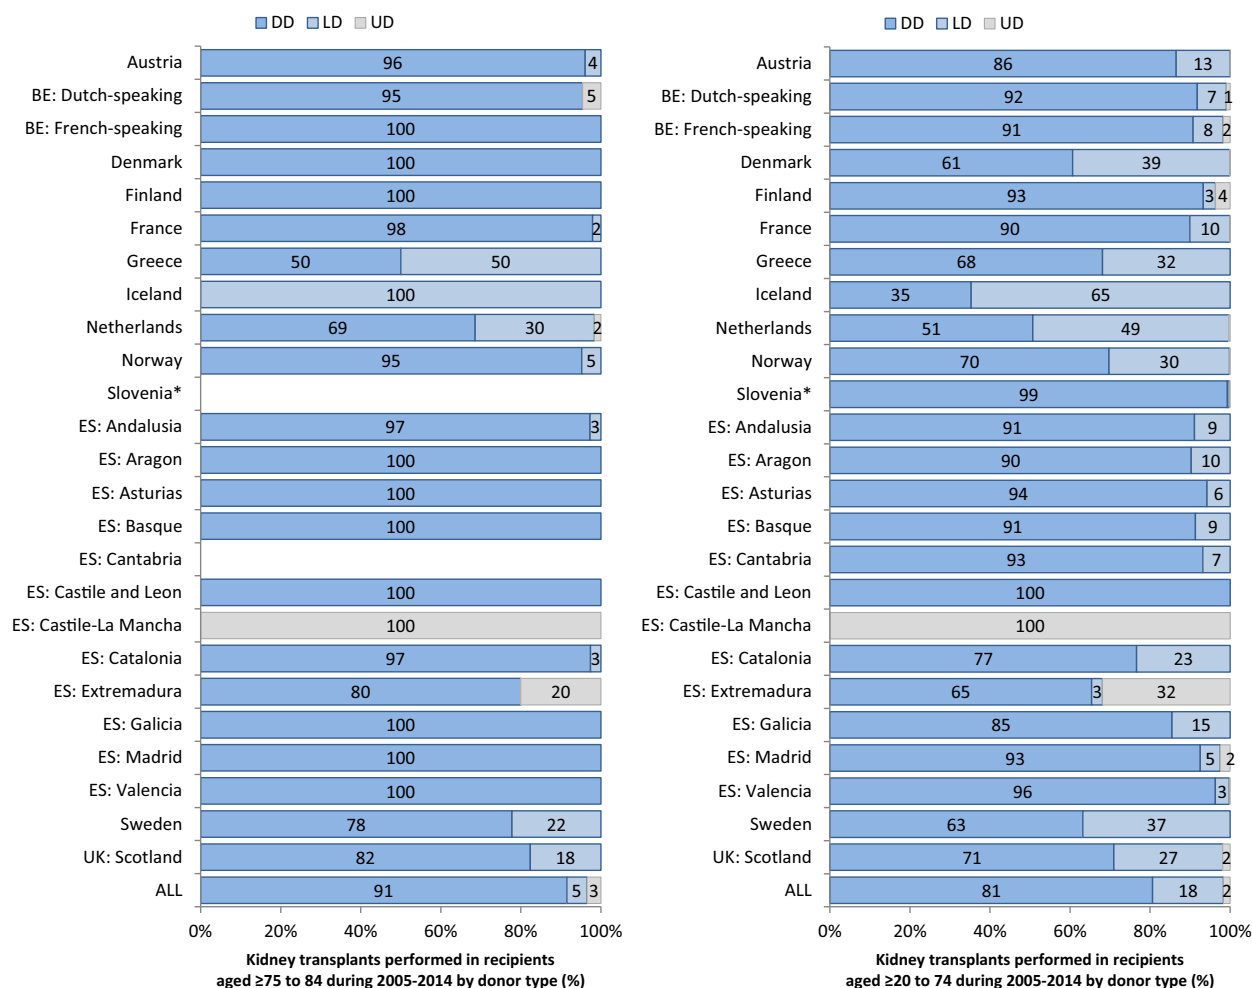 DD LD UD
Austria 96 4
BE: Dutch-speaking 95 5
BE: French-speaking 100
Denmark 100
Finland 100
France 98 2
Greece 50 50
Iceland 100
Netherlands 69 30 2
Norway 95 5
Slovenia*
ES: Andalusia 97 3
ES: Aragon 100
ES: Asturias 100
ES: Basque 100
ES: Cantabria
ES: Castile and Leon 100
ES: Castile-La Mancha 100
ES: Catalonia 97 3
ES: Extremadura 80 20
ES: Galicia 100
ES: Madrid 100
ES: Valencia 100
Sweden 78 22
UK: Scotland 82 18
ALL 91 5 3
0% 20% 40% 60% 80% 100%
Kidney transplants performed in recipients
aged ≥75 to 84 during 2005-2014 by donor type (%)
DD LD UD
Austria 86 13
BE: Dutch-speaking 92 7 1
BE: French-speaking 91 8 2
Denmark 61 39
Finland 93 3 4
France 90 10
Greece 68 32
Iceland 35 65
Netherlands 51 49
Norway 70 30
Slovenia* 99
ES: Andalusia 91 9
ES: Aragon 90 10
ES: Asturias 94 6
ES: Basque 91 9
ES: Cantabria 93 7
ES: Castile and Leon 100
ES: Castile-La Mancha 100
ES: Catalonia 77 23
ES: Extremadura 65 3 32
ES: Galicia 85 15
ES: Madrid 93 5 2
ES: Valencia 96 3
Sweden 63 37
UK: Scotland 71 27 2
ALL 81 18 2
0% 20% 40% 60% 80% 100%
Kidney transplants performed in recipients
aged ≥20 to 74 during 2005-2014 by donor type (%)